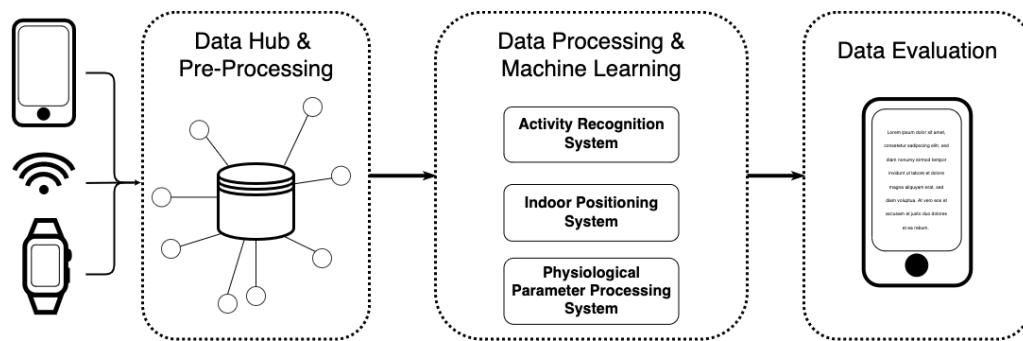 Data Hub &
Pre-Processing
Data Processing &
Machine Learning
Activity Recognition
System
Indoor Positioning
System
Physiological
Parameter Processing
System
Data Evaluation
Lorem ipsum dolor sit amet,
consetetur sadipscing elitr, sed
diam nonumy eirmod tempor
invidunt ut labore et dolore
magna aliquyam erat, sed
diam voluptua. At vero eos et
accusam et justo duo dolores
et ea rebum.